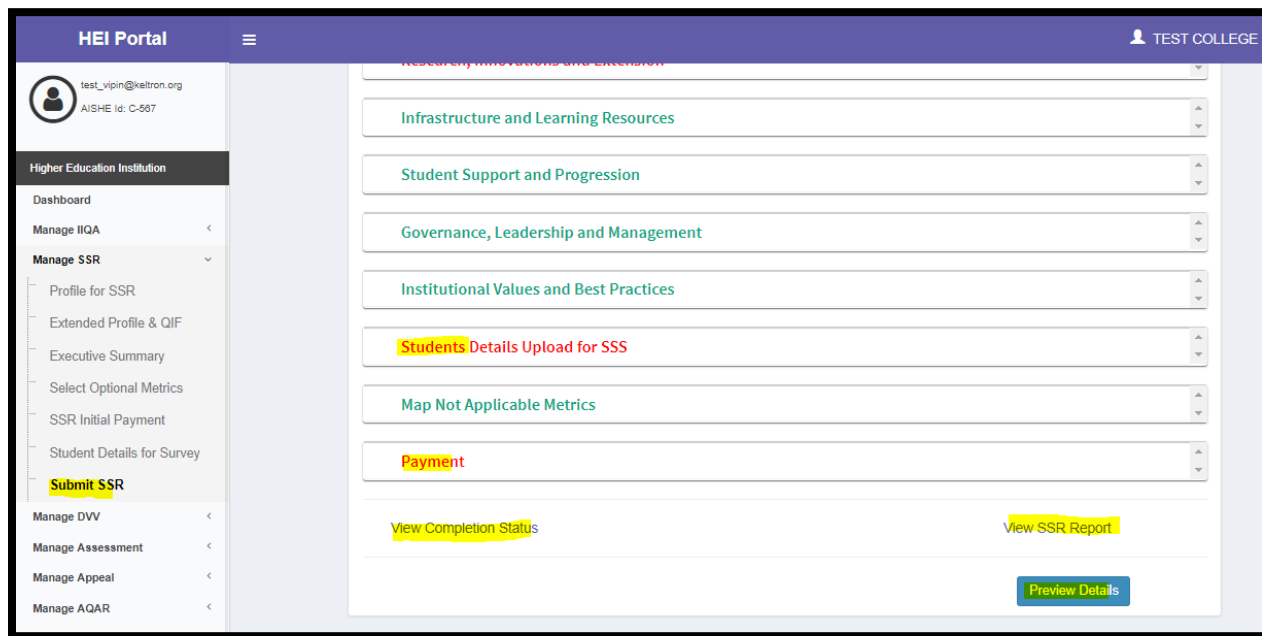 HEI Portal
TEST COLLEGE
test_vipin@keltron.org
AISHE Id: C-567
Higher Education Institution
Dashboard
Manage IIQA
Manage SSR
Profile for SSR
Extended Profile & QIF
Executive Summary
Select Optional Metrics
SSR Initial Payment
Student Details for Survey
Submit SSR
Manage DVV
Manage Assessment
Manage Appeal
Manage AQAR
Research, Innovations and Extension
Infrastructure and Learning Resources
Student Support and Progression
Governance, Leadership and Management
Institutional Values and Best Practices
Students Details Upload for SSS
Map Not Applicable Metrics
Payment
View Completion Status
View SSR Report
Preview Details